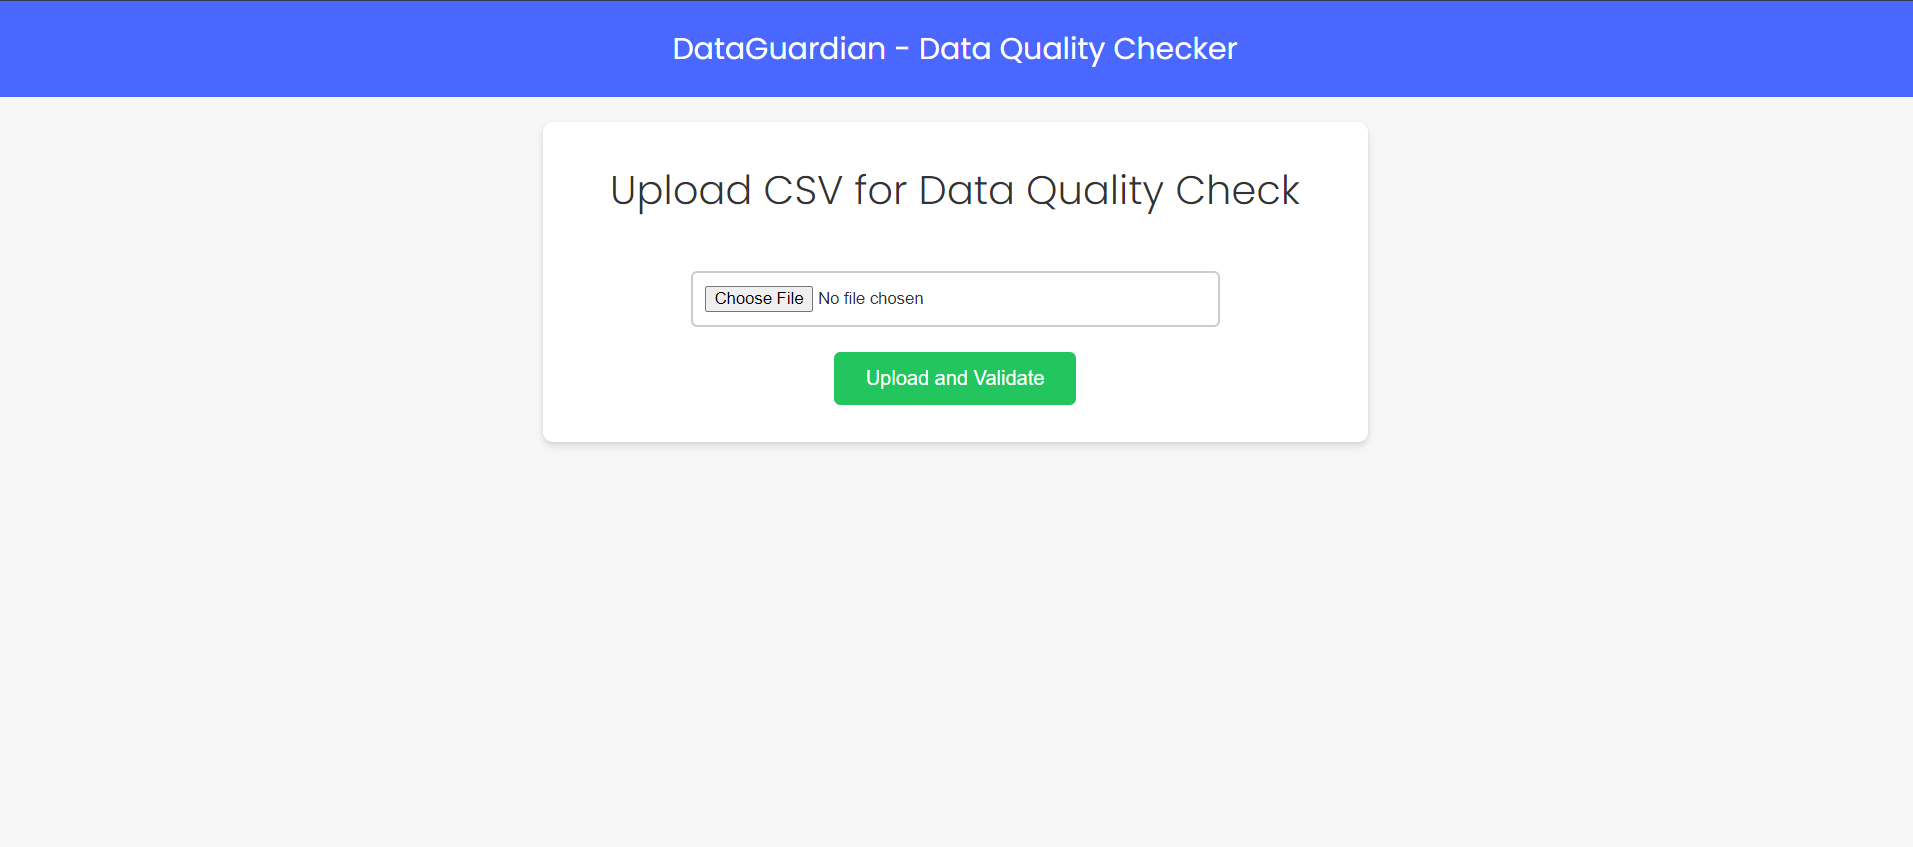 DataGuardian - Data Quality Checker
Upload CSV for Data Quality Check
Choose File No file chosen
Upload and Validate